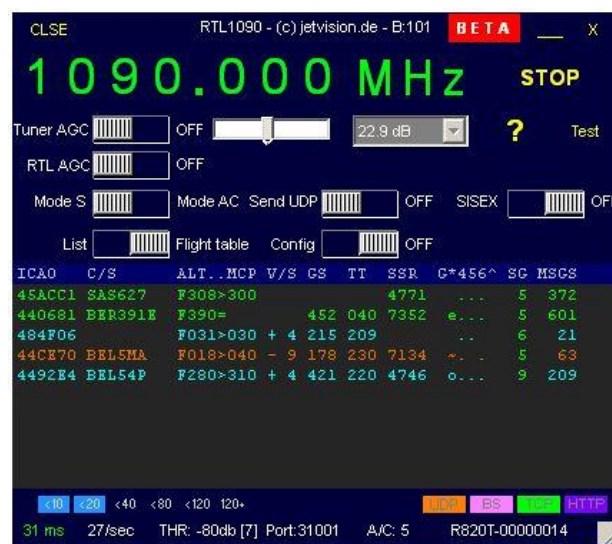 CLSE RTL1090 - (c) jetvision.de - B:101 BETA __ X
1090.000 MHz STOP
Tuner AGC OFF 22.9 dB ? Test
RTL AGC OFF
Mode S Mode AC Send UDP OFF SISEX OFF
List Flight table Config OFF
ICAO C/S ALT..MCP V/S GS TT SSR G*456^ SG MSGS
45ACC1 SAS627 F308>300 4771 ... 5 372
440681 BER391E F390= 452 040 7352 e... 5 601
484F06 F031>030 + 4 215 209 .. 6 21
44CE70 BEL5MA F018>040 - 9 178 230 7134 ~. . 5 63
4492E4 BEL54P F280>310 + 4 421 220 4746 o... 9 209
<10 <20 <40 <80 <120 120+ UDP BS TCP HTTP
31 ms 27/sec THR: -80db [7] Port:31001 A/C: 5 R820T-00000014